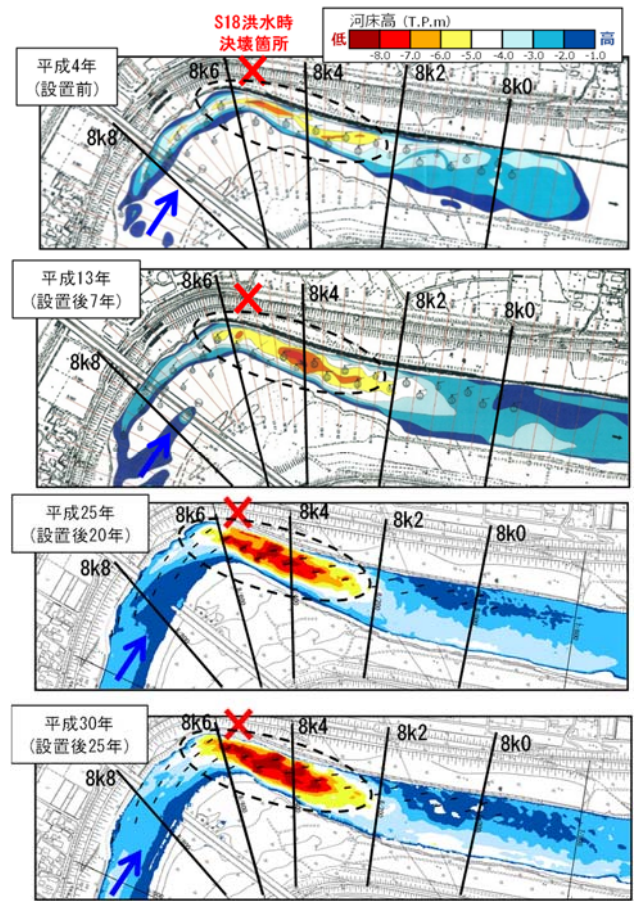 S18洪水時
決壊箇所
河床高 (T.P.m)
低
高
-8.0
-7.0
-6.0
-5.0
-4.0
-3.0
-2.0
-1.0
平成4年
(設置前)
8k8
8k6
8k4
8k2
8k0
平成13年
(設置後7年)
8k8
8k6
8k4
8k2
8k0
平成25年
(設置後20年)
8k8
8k6
8k4
8k2
8k0
平成30年
(設置後25年)
8k8
8k6
8k4
8k2
8k0